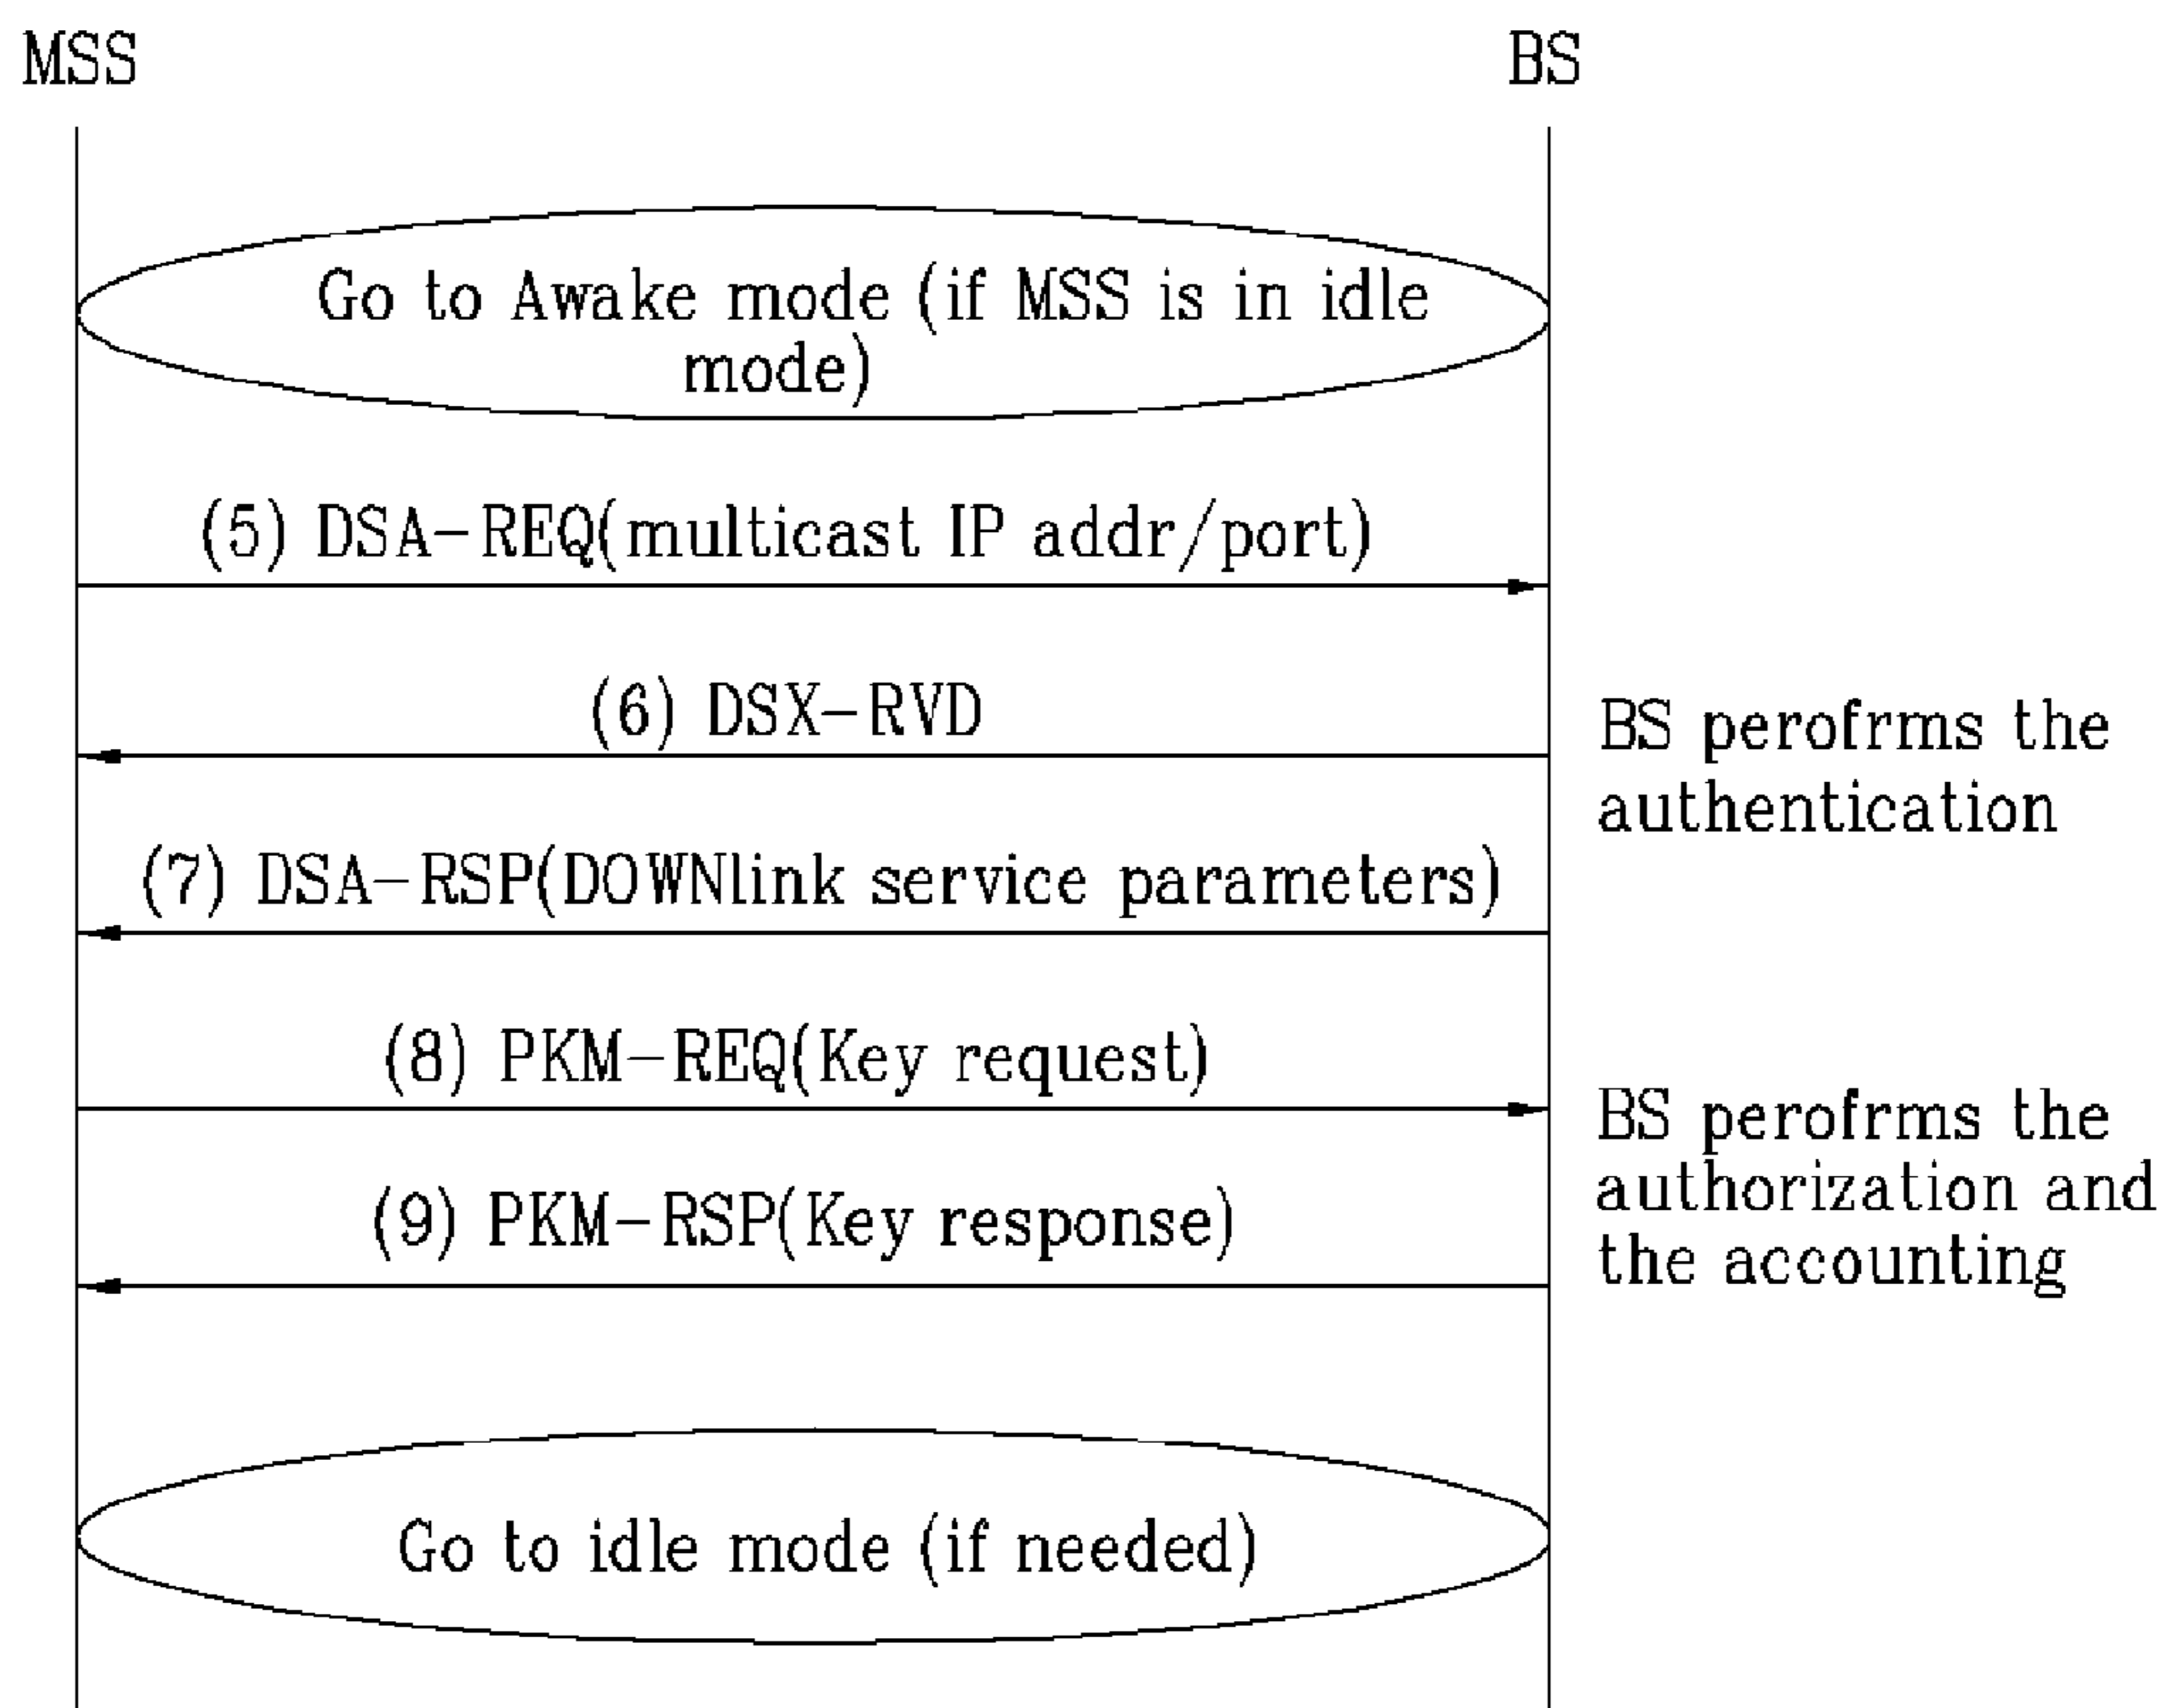 MSS
BS
Go to Awake mode (if MSS is in idle
mode)
(5) DSA-REQ(multicast IP addr/port)
(6) DSX-RVD
BS perofrms the
authentication
(7) DSA-RSP(DOWNlink service parameters)
(8) PKM-REQ(Key request)
BS perofrms the
authorization and
the accounting
(9) PKM-RSP(Key response)
Go to idle mode (if needed)